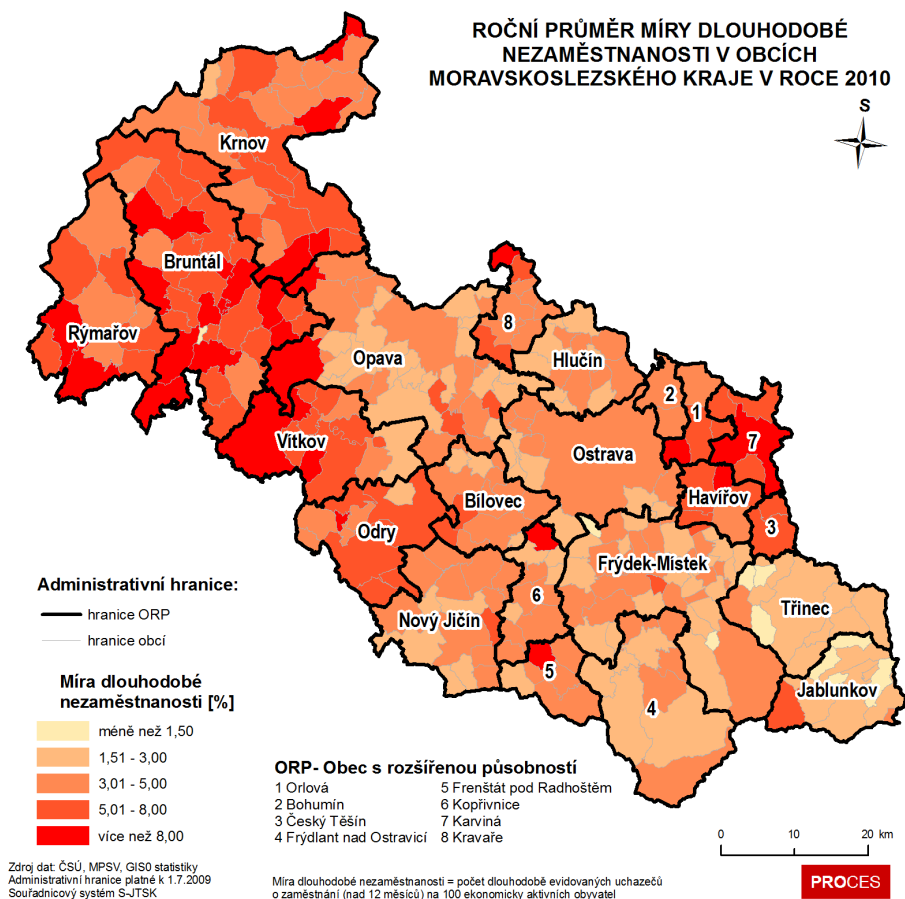 ROČNÍ PRŮMĚR MÍRY DLOUHODOBÉ
NEZAMĚSTNANOSTI V OBCÍCH
MORAVSKOSLEZSKÉHO KRAJE V ROCE 2010
S
Krnov
Bruntál
Rýmařov
8
Opava
Hlučín
2
1
7
Vítkov
Ostrava
Bílovec
Havířov
Odry
3
Frýdek-Místek
6
Třinec
Nový Jičín
5
Jablunkov
4
Administrativní hranice:
hranice ORP
hranice obcí
Míra dlouhodobé
nezaměstnanosti [%]
méně než 1,50
1,51 - 3,00
3,01 - 5,00
5,01 - 8,00
více než 8,00
ORP- Obec s rozšířenou působností
1 Orlová
2 Bohumín
3 Český Těšín
4 Frýdlant nad Ostravicí
5 Frenštát pod Radhoštěm
6 Kopřivnice
7 Karviná
8 Kravaře
0 10 20 km
Zdroj dat: ČSÚ, MPSV, GIS0 statistiky
Administrativní hranice platné k 1.7.2009
Souřadnicový systém S-JTSK
Míra dlouhodobé nezaměstnanosti = počet dlouhodobě evidovaných uchazečů
o zaměstnání (nad 12 měsíců) na 100 ekonomicky aktivních obyvatel
PROCES